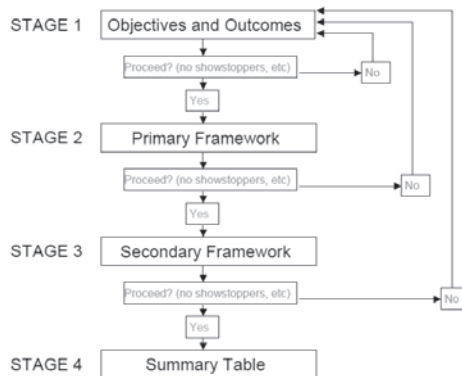 STAGE 1 Objectives and Outcomes
Proceed? (no showstoppers, etc) No
Yes
STAGE 2 Primary Framework
Proceed? (no showstoppers, etc) No
Yes
STAGE 3 Secondary Framework
Proceed? (no showstoppers, etc) No
Yes
STAGE 4 Summary Table